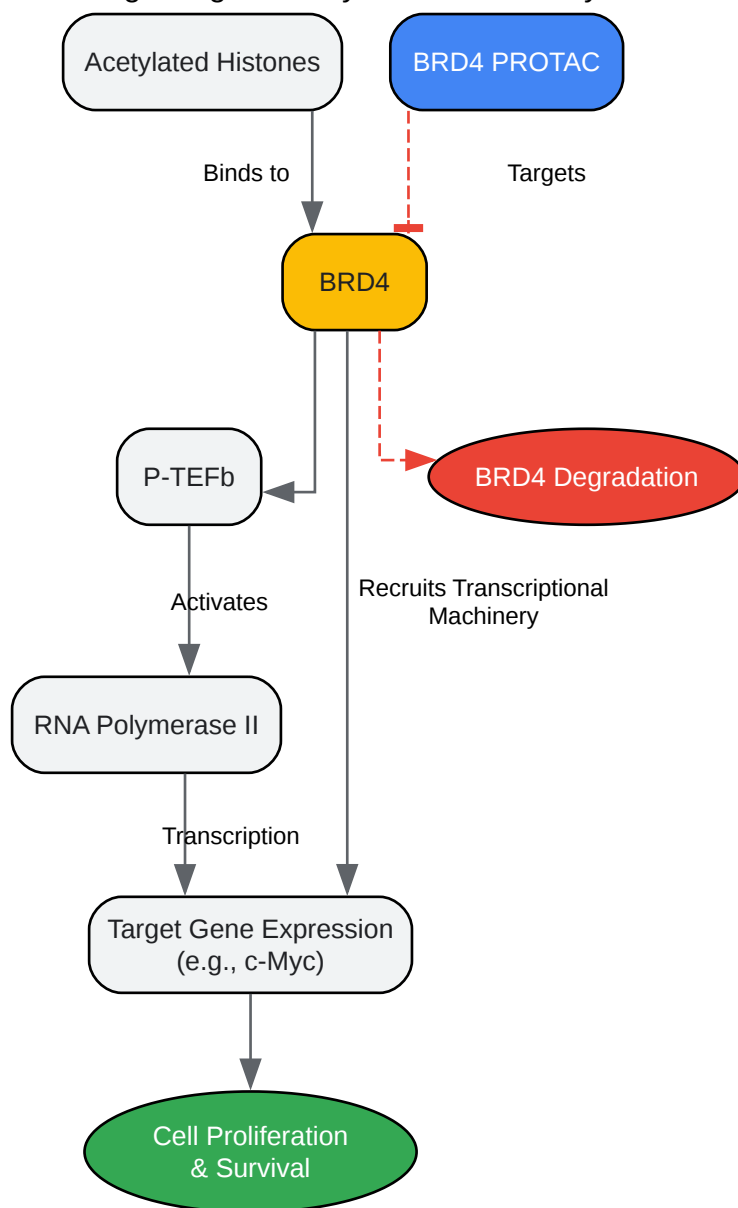 Acetylated Histones
BRD4 PROTAC
Binds to
Targets
BRD4
P-TEFb
BRD4 Degradation
Activates
Recruits Transcriptional
Machinery
RNA Polymerase II
Transcription
Target Gene Expression
(e.g., c-Myc)
Cell Proliferation
& Survival